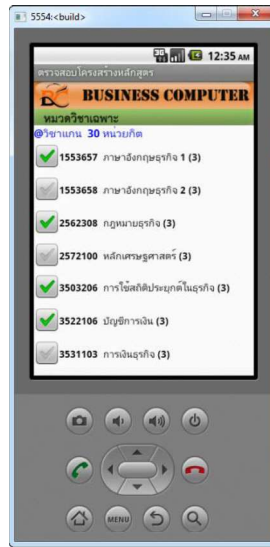 5554:<build>
3G 12:35 AM
ตรวจสอบโครงสร้างหลักสูตร
BC BUSINESS COMPUTER
หมวดวิชาเฉพาะ
@วิชาแกน 30 หน่วยกิต
1553657 ภาษาอังกฤษธุรกิจ 1 (3)
1553658 ภาษาอังกฤษธุรกิจ 2 (3)
2562308 กฎหมายธุรกิจ (3)
2572100 หลักเศรษฐศาสตร์ (3)
3503206 การใช้สถิติประยุกต์ในธุรกิจ (3)
3522106 บัญชีการเงิน (3)
3531103 การเงินธุรกิจ (3)
MENU